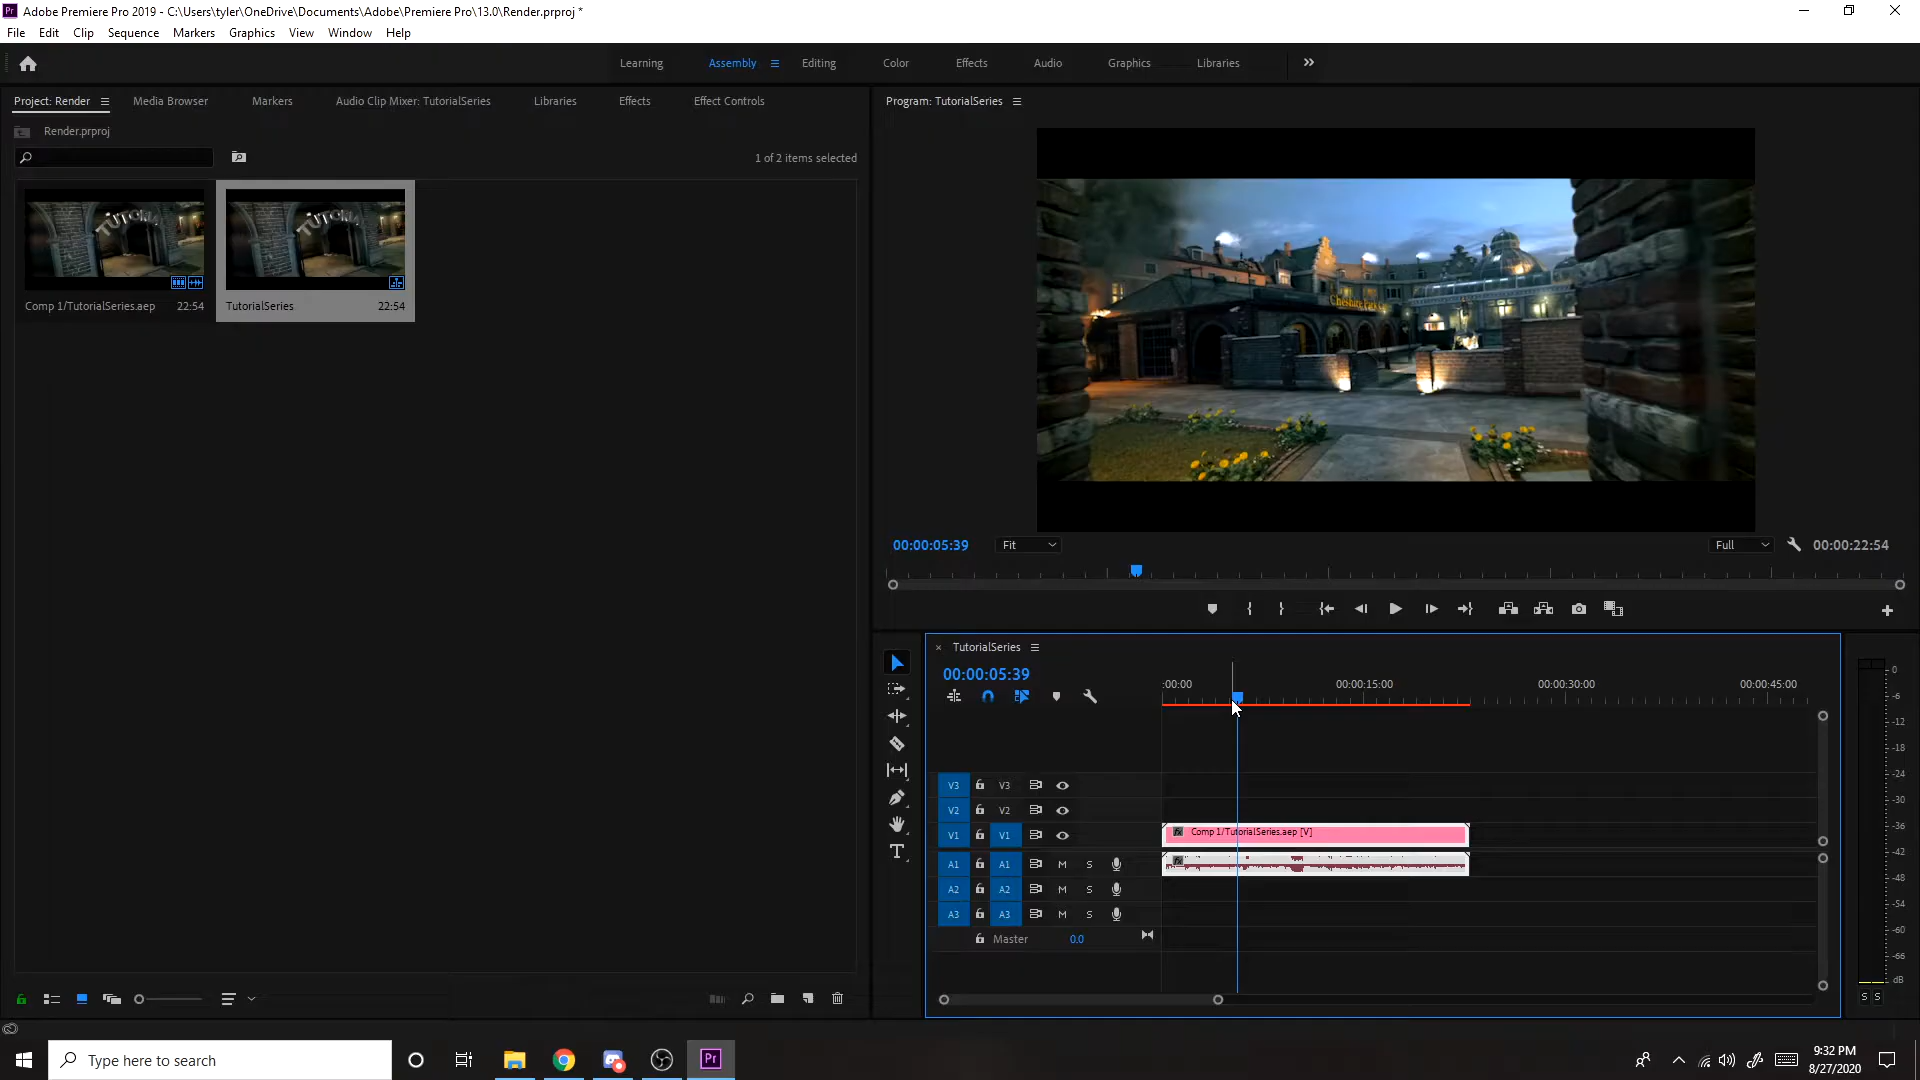 Adobe Premiere Pro 2019 - C:\Users\tyler\OneDrive\Documents\Adobe\Premiere Pro\13.0\Render.prproj *
File Edit Clip Sequence Markers Graphics View Window Help
Learning Assembly Editing Color Effects Audio Graphics Libraries
Project: Render Media Browser Markers Audio Clip Mixer: TutorialSeries Libraries Effects Effect Controls
Program: TutorialSeries
Render.prproj
1 of 2 items selected
Comp 1/TutorialSeries.aep 22:54
TutorialSeries 22:54
00:00:05:39 Fit Full 00:00:22:54
TutorialSeries
00:00:05:39
:00:00 00:00:15:00 00:00:30:00 00:00:45:00
V3 V3
V2 V2
V1 V1 fx Comp 1/TutorialSeries.aep [V]
A1 A1 M S fx
A2 A2 M S
A3 A3 M S
Master 0.0
0
-6
-12
-18
-24
-30
-36
-42
-48
-54
-60
-66
dB
S S
Type here to search
Pr
9:32 PM
8/27/2020